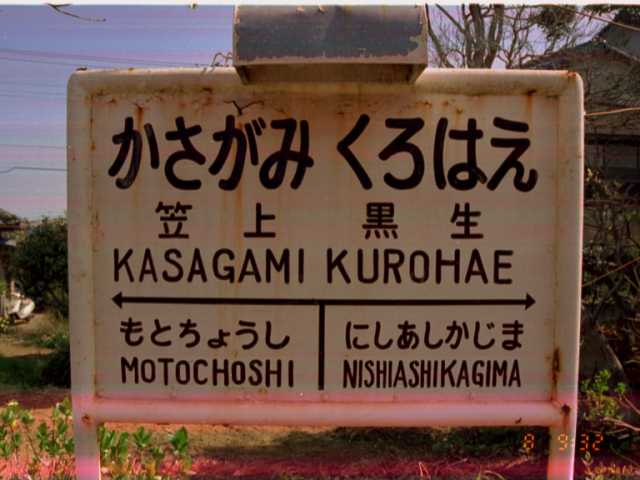 かさがみ くろはえ
笠上 黒生
KASAGAMI KUROHAE
もとちょうし にしあしかじま
MOTOCHOSHI NISHIASHIKAGIMA
8 9:32